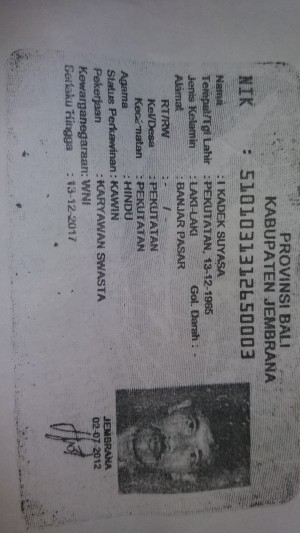 PROVINSI BALI
KABUPATEN JEMBRANA
NIK : 5101031312650003
Nama : I KADEK SUYASA
Tempat/Tgl Lahir : PEKUTATAN, 13-12-1965
Jenis Kelamin : LAKI-LAKI Gol. Darah : -
Alamat : BANJAR PASAR
RT/RW : - / -
Kel/Desa : PEKUTATAN
Kecamatan : PEKUTATAN
Agama : HINDU
Status Perkawinan : KAWIN
Pekerjaan : KARYAWAN SWASTA
Kewarganegaraan: WNI
Berlaku Hingga : 13-12-2017
JEMBRANA
02-07-2012